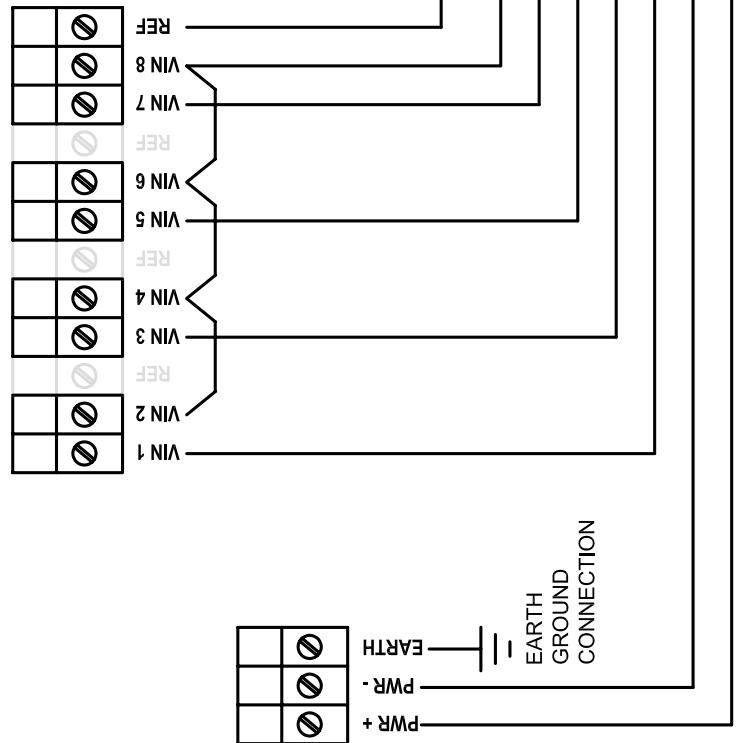 REF
VIN 8
VIN 7
REF
VIN 6
VIN 5
REF
VIN 4
VIN 3
REF
VIN 2
VIN 1
EARTH
GROUND
CONNECTION
EARTH
PWR -
PWR +